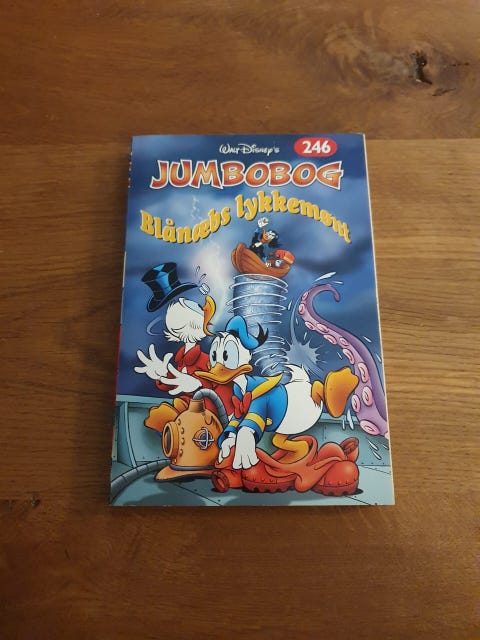 Walt Disney's
246
JUMBOBOG
Blånæbs lykkemønt